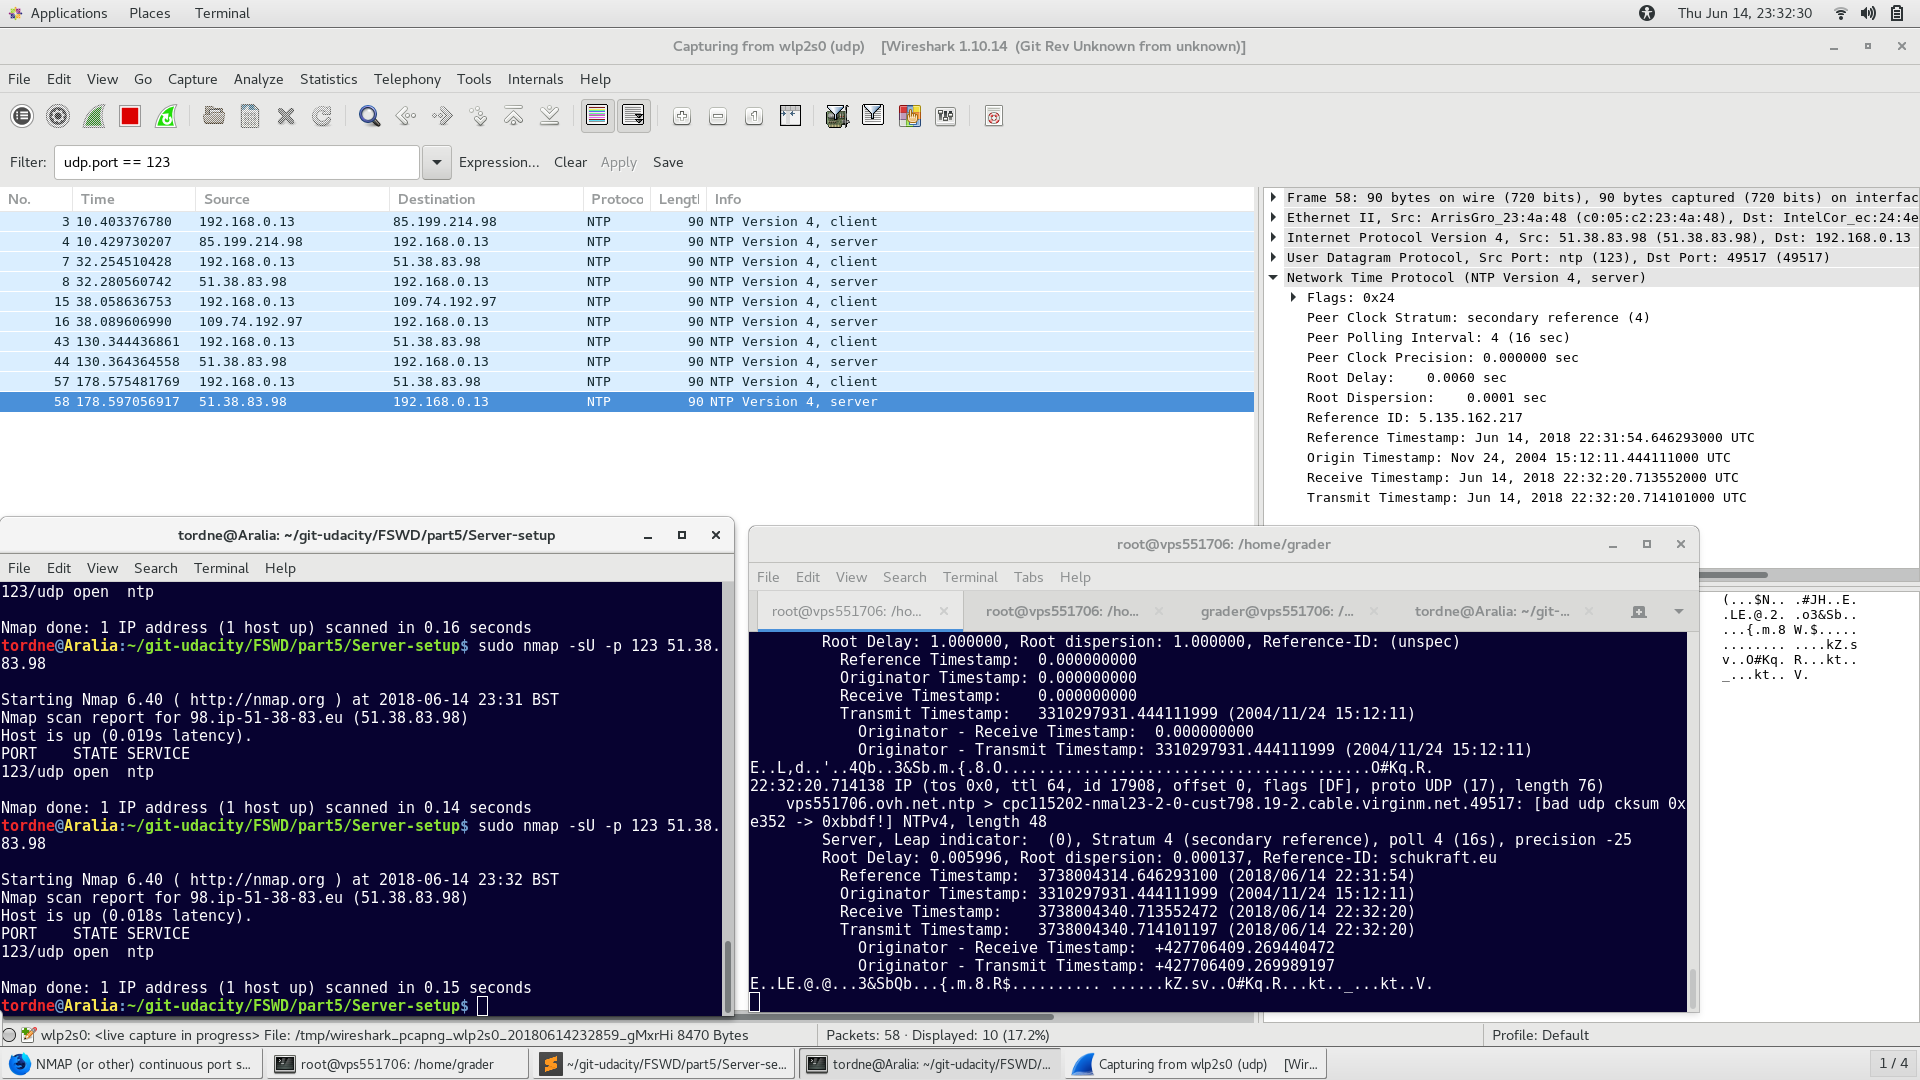 Applications Places Terminal Thu Jun 14, 23:32:30
Capturing from wlp2s0 (udp) [Wireshark 1.10.14 (Git Rev Unknown from unknown)]
File Edit View Go Capture Analyze Statistics Telephony Tools Internals Help
Filter: udp.port == 123 Expression... Clear Apply Save
No. Time Source Destination Protoco Lengtl Info
3 10.403376780 192.168.0.13 85.199.214.98 NTP 90 NTP Version 4, client
4 10.429730207 85.199.214.98 192.168.0.13 NTP 90 NTP Version 4, server
7 32.254510428 192.168.0.13 51.38.83.98 NTP 90 NTP Version 4, client
8 32.280560742 51.38.83.98 192.168.0.13 NTP 90 NTP Version 4, server
15 38.058636753 192.168.0.13 109.74.192.97 NTP 90 NTP Version 4, client
16 38.089606990 109.74.192.97 192.168.0.13 NTP 90 NTP Version 4, server
43 130.344436861 192.168.0.13 51.38.83.98 NTP 90 NTP Version 4, client
44 130.364364558 51.38.83.98 192.168.0.13 NTP 90 NTP Version 4, server
57 178.575481769 192.168.0.13 51.38.83.98 NTP 90 NTP Version 4, client
58 178.597056917 51.38.83.98 192.168.0.13 NTP 90 NTP Version 4, server
Frame 58: 90 bytes on wire (720 bits), 90 bytes captured (720 bits) on interfac
Ethernet II, Src: ArrisGro_23:4a:48 (c0:05:c2:23:4a:48), Dst: IntelCor_ec:24:4e
Internet Protocol Version 4, Src: 51.38.83.98 (51.38.83.98), Dst: 192.168.0.13
User Datagram Protocol, Src Port: ntp (123), Dst Port: 49517 (49517)
Network Time Protocol (NTP Version 4, server)
Flags: 0x24
Peer Clock Stratum: secondary reference (4)
Peer Polling Interval: 4 (16 sec)
Peer Clock Precision: 0.000000 sec
Root Delay: 0.0060 sec
Root Dispersion: 0.0001 sec
Reference ID: 5.135.162.217
Reference Timestamp: Jun 14, 2018 22:31:54.646293000 UTC
Origin Timestamp: Nov 24, 2004 15:12:11.444111000 UTC
Receive Timestamp: Jun 14, 2018 22:32:20.713552000 UTC
Transmit Timestamp: Jun 14, 2018 22:32:20.714101000 UTC
tordne@Aralia: ~/git-udacity/FSWD/part5/Server-setup
File Edit View Search Terminal Help
123/udp open ntp
Nmap done: 1 IP address (1 host up) scanned in 0.16 seconds
tordne@Aralia:~/git-udacity/FSWD/part5/Server-setup$ sudo nmap -sU -p 123 51.38.
83.98
Starting Nmap 6.40 ( http://nmap.org ) at 2018-06-14 23:31 BST
Nmap scan report for 98.ip-51-38-83.eu (51.38.83.98)
Host is up (0.019s latency).
PORT STATE SERVICE
123/udp open ntp
Nmap done: 1 IP address (1 host up) scanned in 0.14 seconds
tordne@Aralia:~/git-udacity/FSWD/part5/Server-setup$ sudo nmap -sU -p 123 51.38.
83.98
Starting Nmap 6.40 ( http://nmap.org ) at 2018-06-14 23:32 BST
Nmap scan report for 98.ip-51-38-83.eu (51.38.83.98)
Host is up (0.018s latency).
PORT STATE SERVICE
123/udp open ntp
Nmap done: 1 IP address (1 host up) scanned in 0.15 seconds
tordne@Aralia:~/git-udacity/FSWD/part5/Server-setup$
root@vps551706: /home/grader
File Edit View Search Terminal Tabs Help
root@vps551706: /ho... root@vps551706: /ho... grader@vps551706: /... tordne@Aralia: ~/git-...
Root Delay: 1.000000, Root dispersion: 1.000000, Reference-ID: (unspec)
Reference Timestamp: 0.000000000
Originator Timestamp: 0.000000000
Receive Timestamp: 0.000000000
Transmit Timestamp: 3310297931.444111999 (2004/11/24 15:12:11)
Originator - Receive Timestamp: 0.000000000
Originator - Transmit Timestamp: 3310297931.444111999 (2004/11/24 15:12:11)
E..L,d..'..4Qb..3&Sb.m.{.8.O.........................................O#Kq.R.
22:32:20.714138 IP (tos 0x0, ttl 64, id 17908, offset 0, flags [DF], proto UDP (17), length 76)
vps551706.ovh.net.ntp > cpc115202-nmal23-2-0-cust798.19-2.cable.virginm.net.49517: [bad udp cksum 0x
e352 -> 0xbbdf!] NTPv4, length 48
Server, Leap indicator: (0), Stratum 4 (secondary reference), poll 4 (16s), precision -25
Root Delay: 0.005996, Root dispersion: 0.000137, Reference-ID: schukraft.eu
Reference Timestamp: 3738004314.646293100 (2018/06/14 22:31:54)
Originator Timestamp: 3310297931.444111999 (2004/11/24 15:12:11)
Receive Timestamp: 3738004340.713552472 (2018/06/14 22:32:20)
Transmit Timestamp: 3738004340.714101197 (2018/06/14 22:32:20)
Originator - Receive Timestamp: +427706409.269440472
Originator - Transmit Timestamp: +427706409.269989197
E..LE.@.@...3&SbQb...{.m.8.R$.......... ......kZ.sv..O#Kq.R...kt.._...kt..V.
(...$N.. .#JH..E.
.LE.@.2. .o3&Sb..
...{.m.8 W.$.....
........ ....kZ.s
v..O#Kq. R...kt..
_...kt.. V.
wlp2s0: <live capture in progress> File: /tmp/wireshark_pcapng_wlp2s0_20180614232859_gMxrHi 8470 Bytes Packets: 58 · Displayed: 10 (17.2%) Profile: Default
NMAP (or other) continuous port s... root@vps551706: /home/grader ~/git-udacity/FSWD/part5/Server-se... tordne@Aralia: ~/git-udacity/FSWD/... Capturing from wlp2s0 (udp) [Wir... 1 / 4